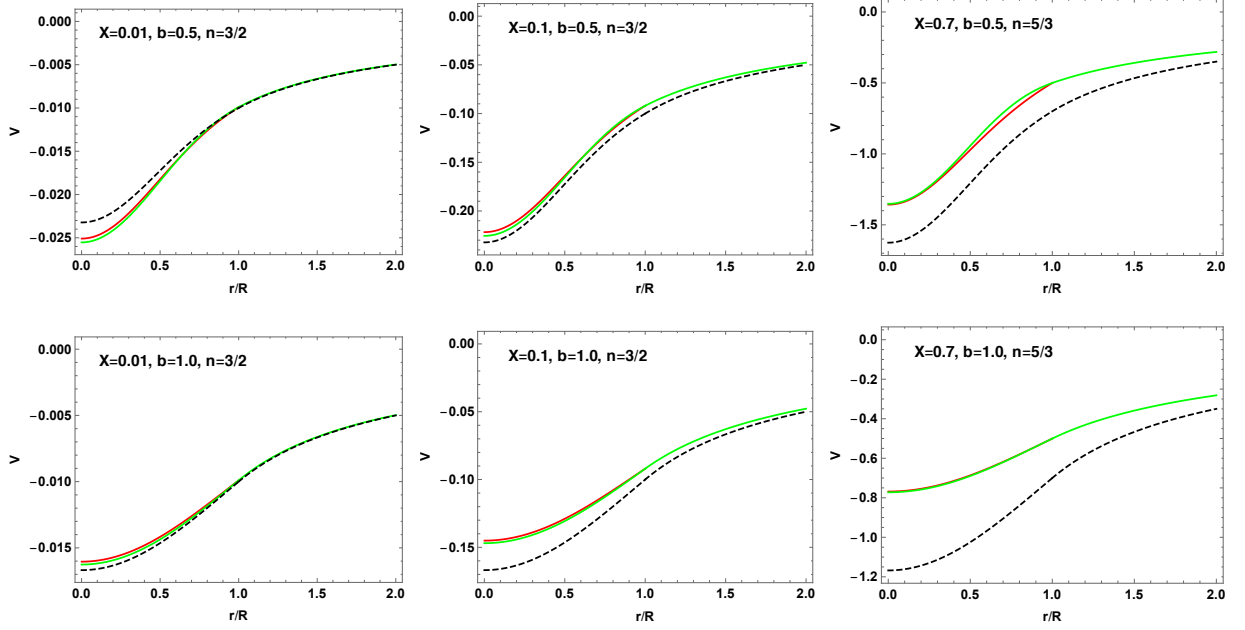 X=0.01, b=0.5, n=3/2
0.000
−0.005
−0.010
−0.015
−0.020
−0.025
V
0.0 0.5 1.0 1.5 2.0
r/R
X=0.1, b=0.5, n=3/2
0.00
−0.05
−0.10
−0.15
−0.20
V
0.0 0.5 1.0 1.5 2.0
r/R
X=0.7, b=0.5, n=5/3
0.0
−0.5
−1.0
−1.5
V
0.0 0.5 1.0 1.5 2.0
r/R
X=0.01, b=1.0, n=3/2
0.000
−0.005
−0.010
−0.015
V
0.0 0.5 1.0 1.5 2.0
r/R
X=0.1, b=1.0, n=3/2
0.00
−0.05
−0.10
−0.15
V
0.0 0.5 1.0 1.5 2.0
r/R
X=0.7, b=1.0, n=5/3
0.0
−0.2
−0.4
−0.6
−0.8
−1.0
−1.2
V
0.0 0.5 1.0 1.5 2.0
r/R